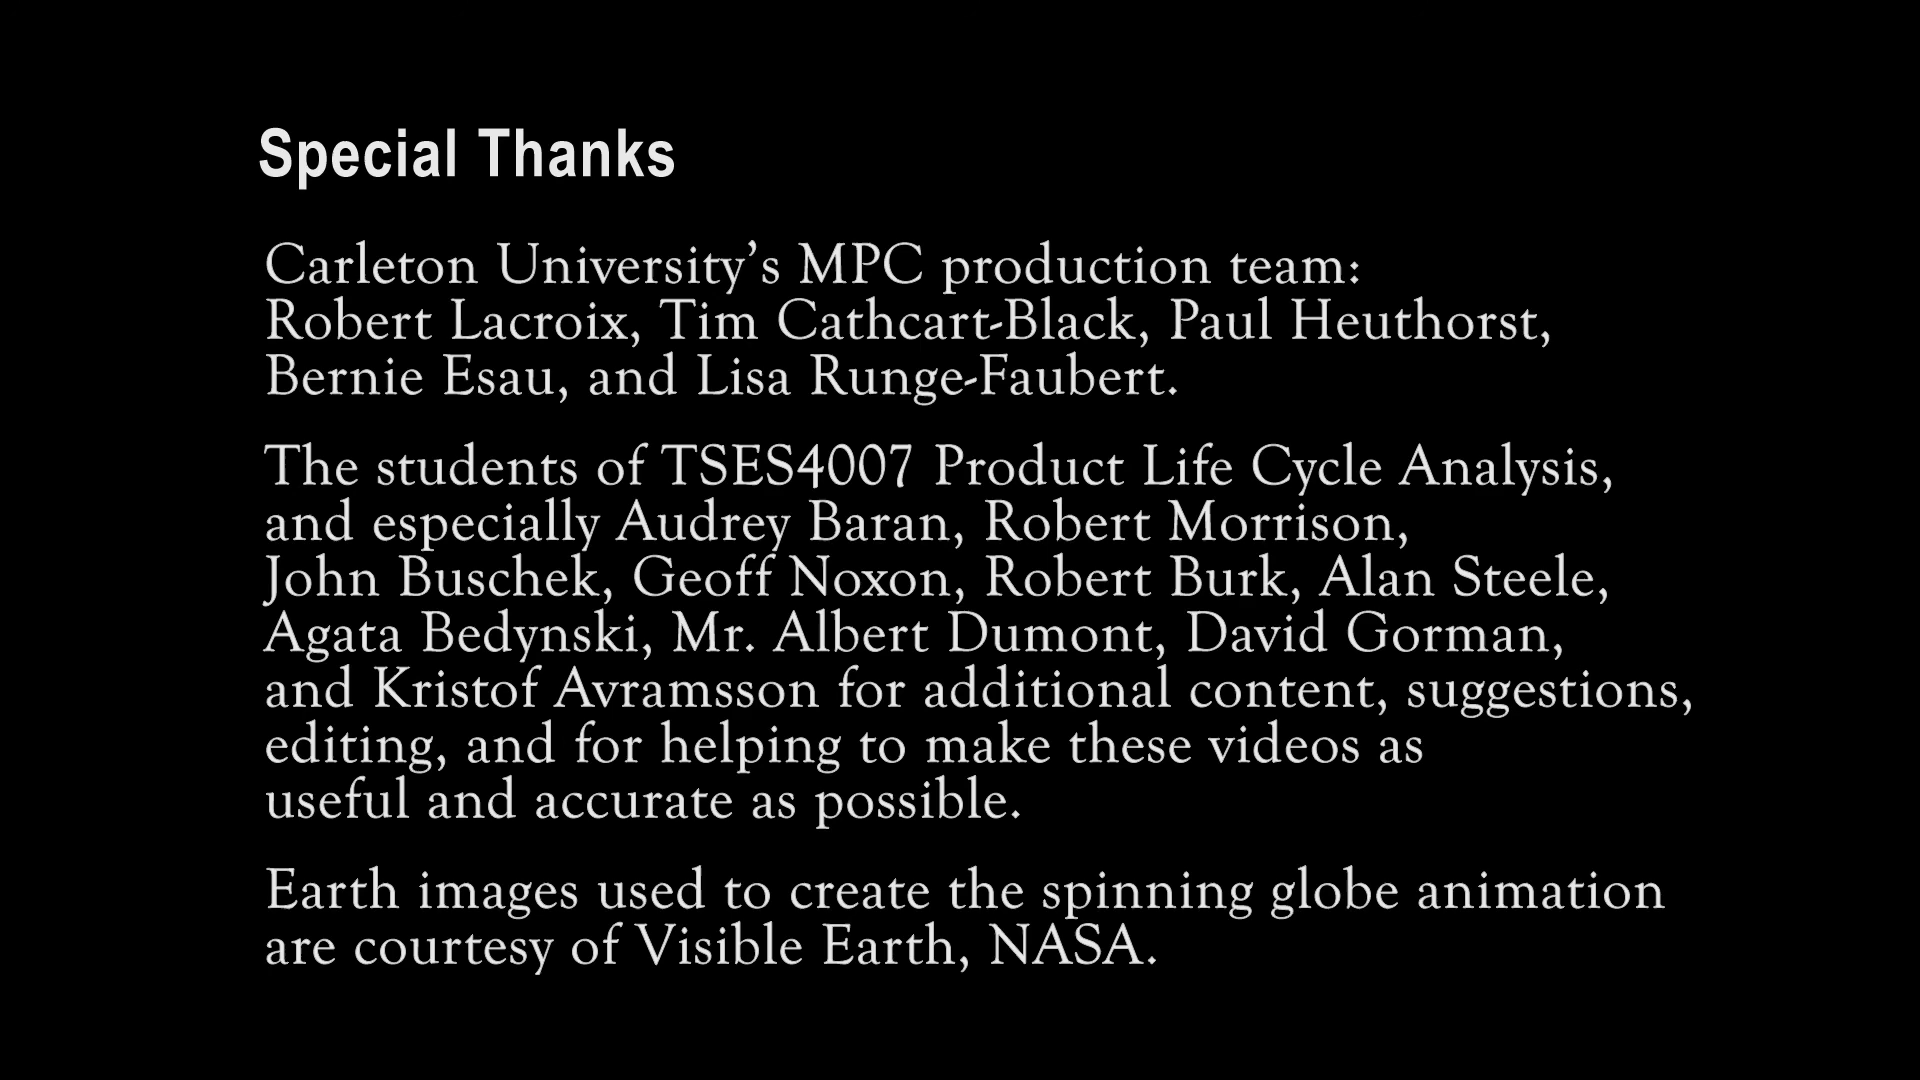 Special Thanks
Carleton University’s MPC production team:
Robert Lacroix, Tim Cathcart-Black, Paul Heuthorst,
Bernie Esau, and Lisa Runge-Faubert.
The students of TSES4007 Product Life Cycle Analysis,
and especially Audrey Baran, Robert Morrison,
John Buschek, Geoff Noxon, Robert Burk, Alan Steele,
Agata Bedynski, Mr. Albert Dumont, David Gorman,
and Kristof Avramsson for additional content, suggestions,
editing, and for helping to make these videos as
useful and accurate as possible.
Earth images used to create the spinning globe animation
are courtesy of Visible Earth, NASA.